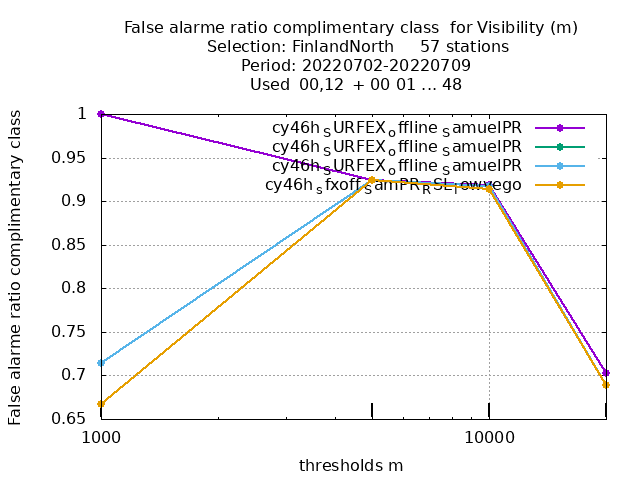 False alarme ratio complimentary class for Visibility (m)
Selection: FinlandNorth 57 stations
Period: 20220702-20220709
Used 00,12 + 00 01 ... 48
False alarme ratio complimentary class
1
0.95
0.9
0.85
0.8
0.75
0.7
0.65
cy46h_SURFEX_offline_SamuelPR
cy46h_SURFEX_offline_SamuelPR
cy46h_SURFEX_offline_SamuelPR
1000
10000
thresholds m